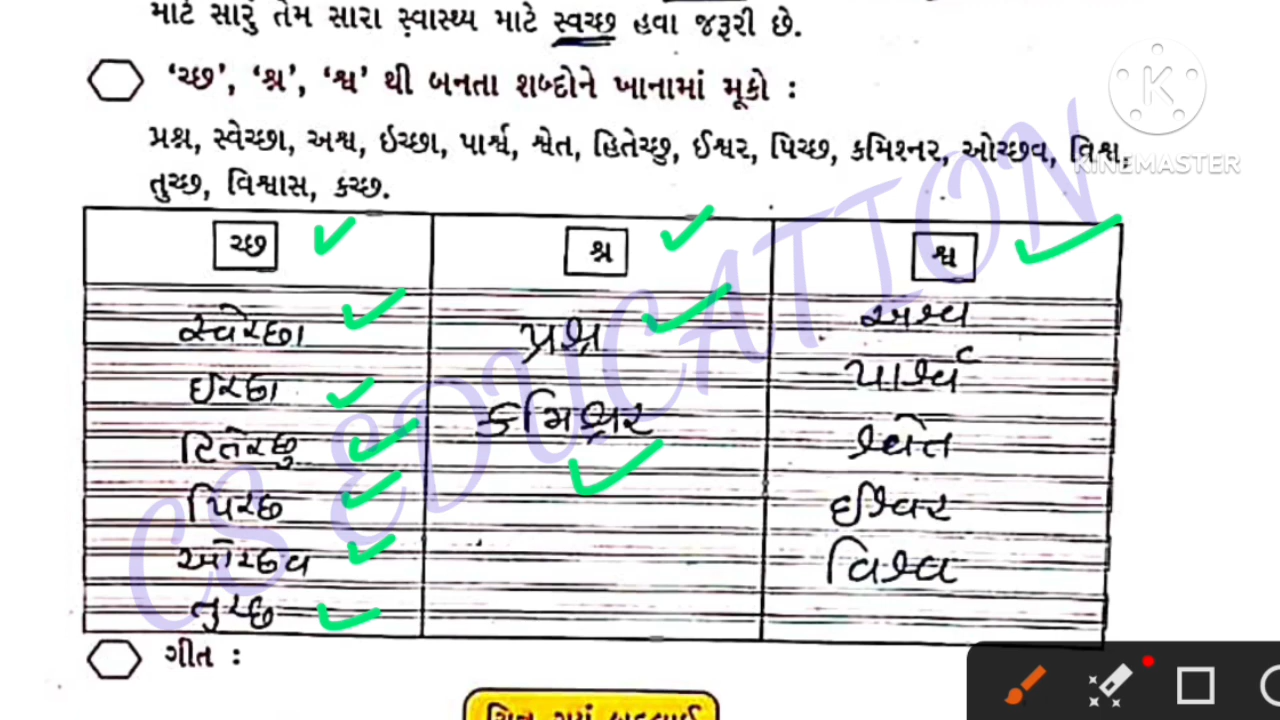 માટે સારું તેમ સારા સ્વાસ્થ્ય માટે સ્વચ્છ હવા જરૂરી છે.
‘ચ્છ’, ‘શ્ન’, ‘શ્વ’ થી બનતા શબ્દોને ખાનામાં મૂકો :
પ્રશ્ન, સ્વેચ્છા, અશ્વ, ઇચ્છા, પાર્શ્વ, શ્વેત, હિતેચ્છુ, ઈશ્વર, પિચ્છ, કમિશ્નર, ઓચ્છવ, વિશ્વ,
તુચ્છ, વિશ્વાસ, કચ્છ.
ચ્છ શ્ન શ્વ
સ્વેચ્છા પ્રશ્ન અશ્વ
ઈચ્છા કમિશ્નર પાર્શ્વ
હિતેચ્છુ શ્વેત
પિચ્છ ઈશ્વર
ઓચ્છવ વિશ્વ
તુચ્છ
ગીત :
K
KINEMASTER
CS EDUCATION